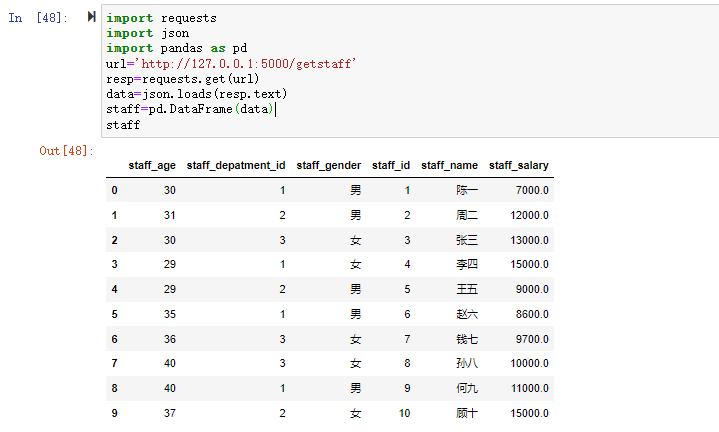 In [48]:
import requests
import json
import pandas as pd
url='http://127.0.0.1:5000/getstaff'
resp=requests.get(url)
data=json.loads(resp.text)
staff=pd.DataFrame(data)
staff
Out[48]:
staff_age staff_depatment_id staff_gender staff_id staff_name staff_salary
0 30 1 男 1 陈一 7000.0
1 31 2 男 2 周二 12000.0
2 30 3 女 3 张三 13000.0
3 29 1 女 4 李四 15000.0
4 29 2 男 5 王五 9000.0
5 35 1 男 6 赵六 8600.0
6 36 3 女 7 钱七 9700.0
7 40 3 女 8 孙八 10000.0
8 40 1 男 9 何九 11000.0
9 37 2 女 10 顾十 15000.0